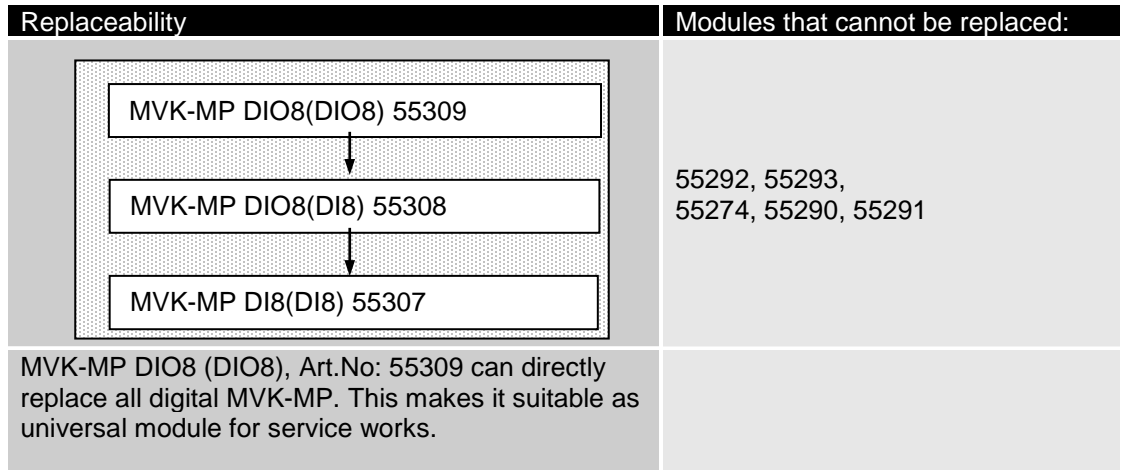 Replaceability
Modules that cannot be replaced:
MVK-MP DIO8(DIO8) 55309
MVK-MP DIO8(DI8) 55308
MVK-MP DI8(DI8) 55307
55292, 55293,
55274, 55290, 55291
MVK-MP DIO8 (DIO8), Art.No: 55309 can directly
replace all digital MVK-MP. This makes it suitable as
universal module for service works.